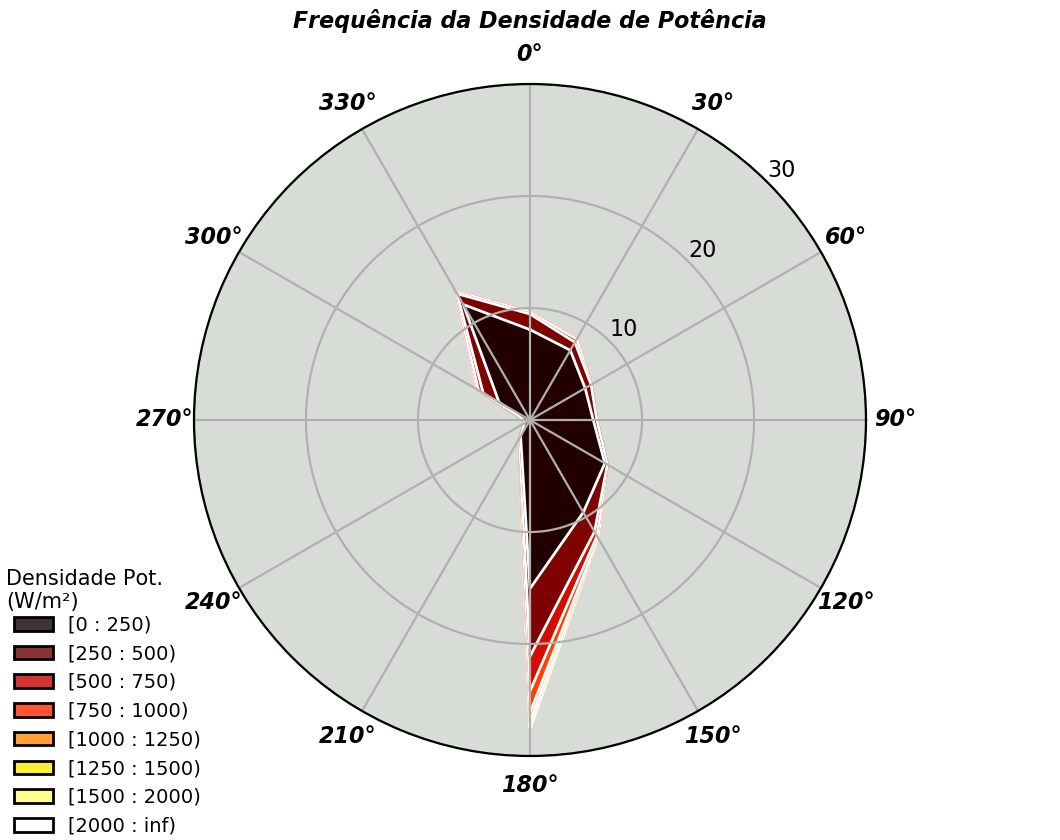 Frequência da Densidade de Potência
0°
330°
30°
30
300°
60°
20
10
270°
90°
240°
120°
210°
150°
180°
Densidade Pot.
(W/m²)
[0 : 250)
[250 : 500)
[500 : 750)
[750 : 1000)
[1000 : 1250)
[1250 : 1500)
[1500 : 2000)
[2000 : inf)